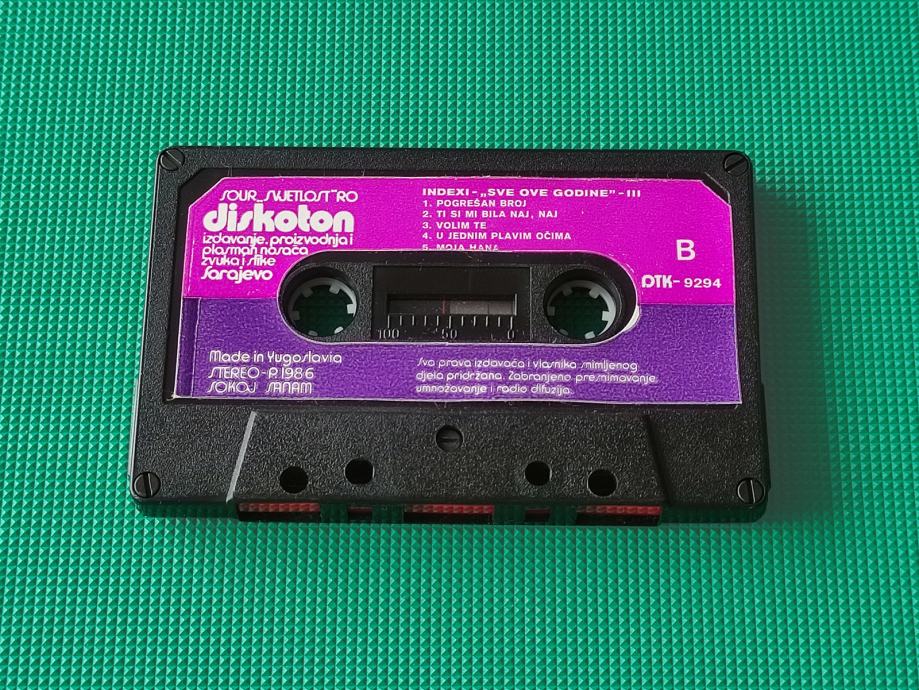 SOUR „SVJETLOST" RO
diskoton
izdavanje, proizvodnja i
plasman nosača
zvuka i slike
Sarajevo
INDEXI - „SVE OVE GODINE" - III
1. POGREŠAN BROJ
2. TI SI MI BILA NAJ, NAJ
3. VOLIM TE
4. U JEDNIM PLAVIM OČIMA
5. MOJA HANA
B
DTK- 9294
100 50 0
Made in Yugoslavia
STEREO - P. 1986
SOKOJ SANAM
Sva prava izdavača i vlasnika snimljenog
djela pridržana. Zabranjeno presnimavanje,
umnožavanje i radio difuzija.